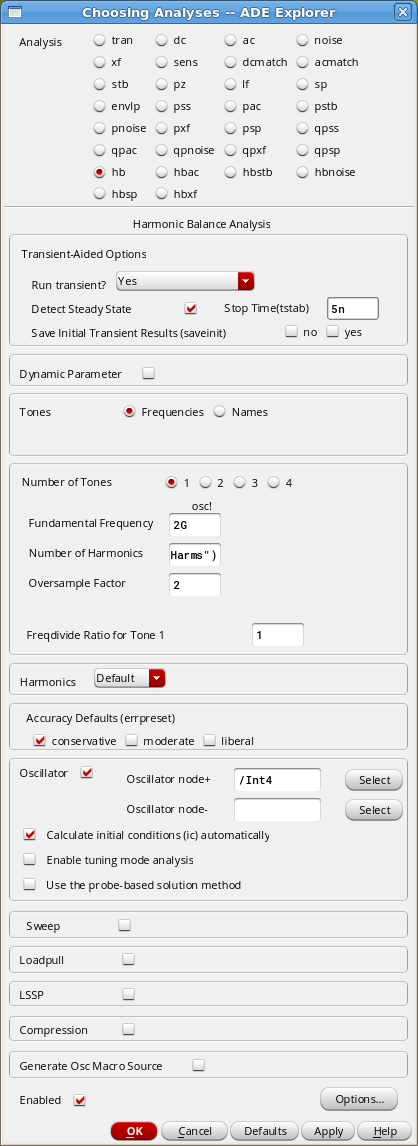 Choosing Analyses -- ADE Explorer
Analysis tran dc ac noise
xf sens dcmatch acmatch
stb pz lf sp
envlp pss pac pstb
pnoise pxf psp qpss
qpac qpnoise qpxf qpsp
hb hbac hbstb hbnoise
hbsp hbxf
Harmonic Balance Analysis
Transient-Aided Options
Run transient? Yes
Detect Steady State Stop Time(tstab) 5n
Save Initial Transient Results (saveinit) no yes
Dynamic Parameter
Tones Frequencies Names
Number of Tones 1 2 3 4
osc!
Fundamental Frequency 2G
Number of Harmonics Harms")
Oversample Factor 2
Freqdivide Ratio for Tone 1 1
Harmonics Default
Accuracy Defaults (errpreset)
conservative moderate liberal
Oscillator Oscillator node+ /Int4 Select
Oscillator node- Select
Calculate initial conditions (ic) automatically
Enable tuning mode analysis
Use the probe-based solution method
Sweep
Loadpull
LSSP
Compression
Generate Osc Macro Source
Enabled Options...
OK Cancel Defaults Apply Help